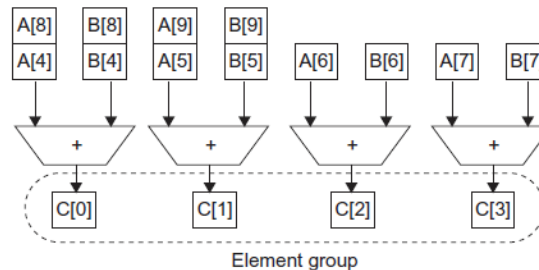 A[8] B[8] A[9] B[9]
A[4] B[4] A[5] B[5] A[6] B[6] A[7] B[7
+ + + +
C[0] C[1] C[2] C[3]
Element group